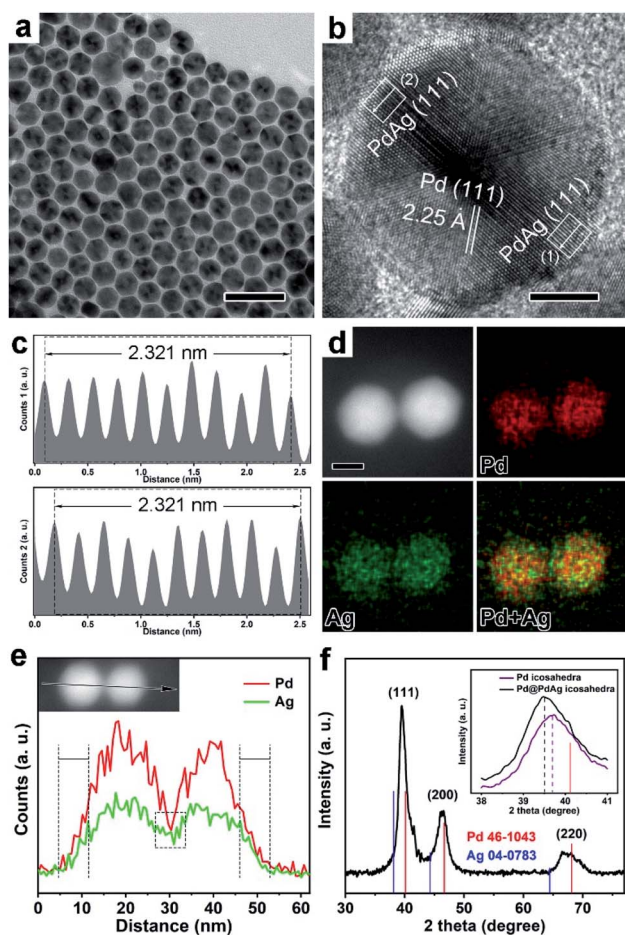 a
b
(2)
PdAg (111)
Pd (111)
2.25 Å
PdAg (111)
(1)
c
2.321 nm
Counts 1 (a. u.)
0.0 0.5 1.0 1.5 2.0 2.5
Distance (nm)
2.321 nm
Counts 2 (a. u.)
0.0 0.5 1.0 1.5 2.0 2.5
Distance (nm)
d
Pd
Ag
Pd+Ag
e
Pd
Ag
Counts (a. u.)
0 10 20 30 40 50 60
Distance (nm)
f
(111)
(200)
(220)
Pd icosahedra
Pd@PdAg icosahedra
Intensity (a. u.)
38 39 40 41
2 theta (degree)
Pd 46-1043
Ag 04-0783
Intensity (a. u.)
30 40 50 60 70
2 theta (degree)